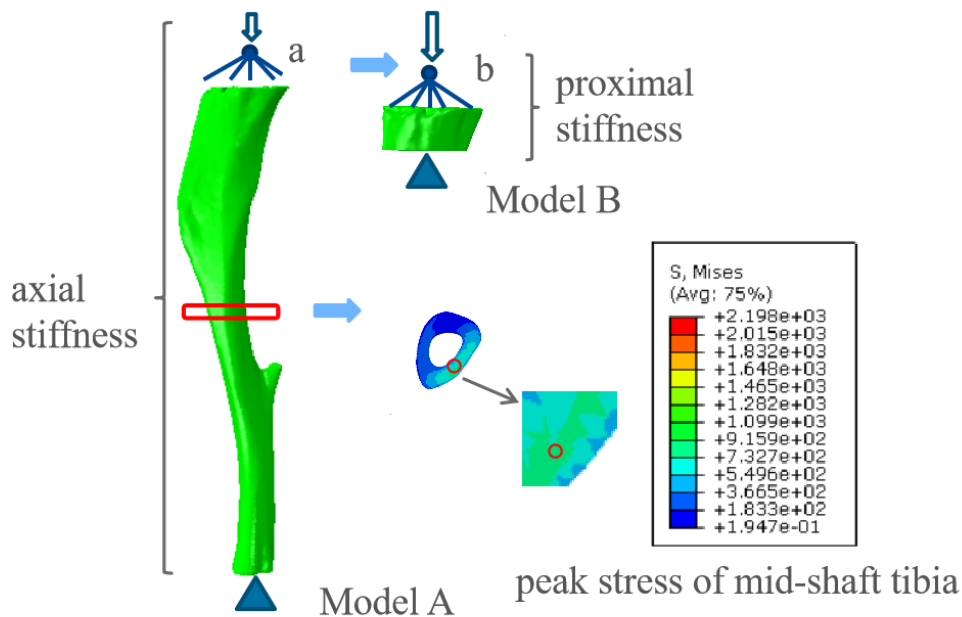 a
b
proximal
stiffness
Model B
axial
stiffness
S, Mises
(Avg: 75%)
+2.198e+03
+2.015e+03
+1.832e+03
+1.648e+03
+1.465e+03
+1.282e+03
+1.099e+03
+9.159e+02
+7.327e+02
+5.496e+02
+3.665e+02
+1.833e+02
+1.947e-01
peak stress of mid-shaft tibia
Model A